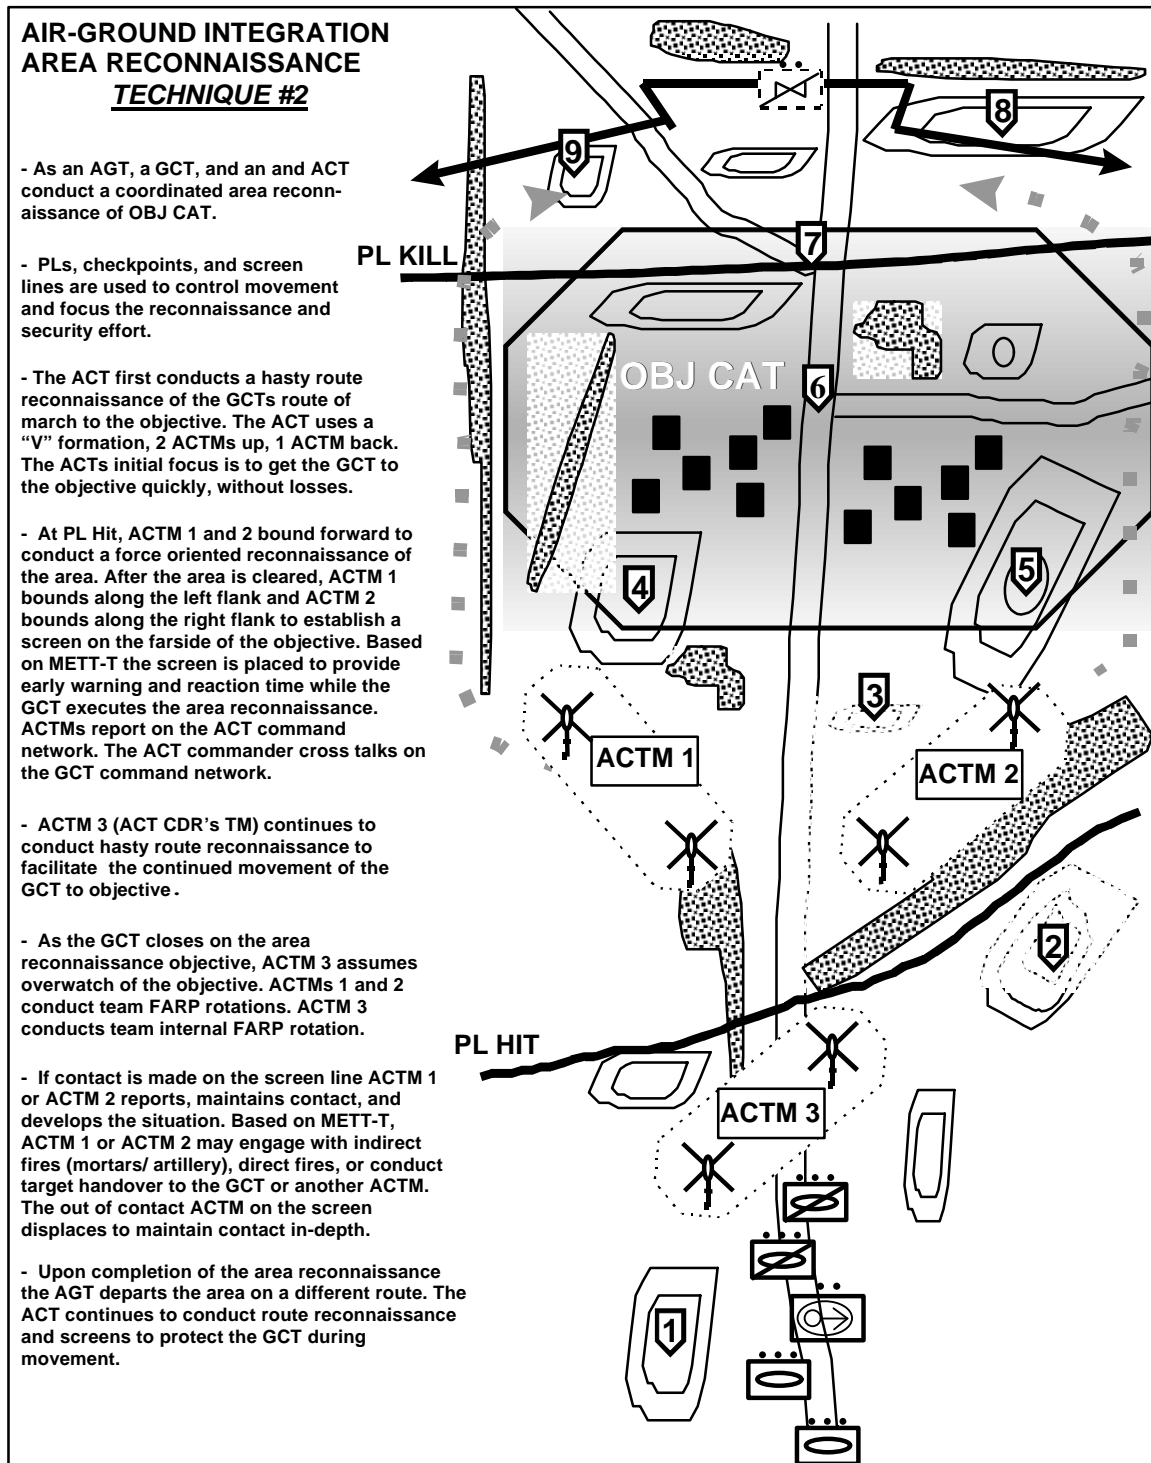 AIR-GROUND INTEGRATION
AREA RECONNAISSANCE
TECHNIQUE #2
- As an AGT, a GCT, and an and ACT
conduct a coordinated area reconn-
aissance of OBJ CAT.
- PLs, checkpoints, and screen
lines are used to control movement
and focus the reconnaissance and
security effort.
- The ACT first conducts a hasty route
reconnaissance of the GCTs route of
march to the objective. The ACT uses a
“V” formation, 2 ACTMs up, 1 ACTM back.
The ACTs initial focus is to get the GCT to
the objective quickly, without losses.
- At PL Hit, ACTM 1 and 2 bound forward to
conduct a force oriented reconnaissance of
the area. After the area is cleared, ACTM 1
bounds along the left flank and ACTM 2
bounds along the right flank to establish a
screen on the farside of the objective. Based
on METT-T the screen is placed to provide
early warning and reaction time while the
GCT executes the area reconnaissance.
ACTMs report on the ACT command
network. The ACT commander cross talks on
the GCT command network.
- ACTM 3 (ACT CDR’s TM) continues to
conduct hasty route reconnaissance to
facilitate the continued movement of the
GCT to objective.
- As the GCT closes on the area
reconnaissance objective, ACTM 3 assumes
overwatch of the objective. ACTMs 1 and 2
conduct team FARP rotations. ACTM 3
conducts team internal FARP rotation.
- If contact is made on the screen line ACTM 1
or ACTM 2 reports, maintains contact, and
develops the situation. Based on METT-T,
ACTM 1 or ACTM 2 may engage with indirect
fires (mortars/ artillery), direct fires, or conduct
target handover to the GCT or another ACTM.
The out of contact ACTM on the screen
displaces to maintain contact in-depth.
- Upon completion of the area reconnaissance
the AGT departs the area on a different route. The
ACT continues to conduct route reconnaissance
and screens to protect the GCT during
movement.
8
9
7
PL KILL
OBJ CAT
6
4
5
3
ACTM 1
ACTM 2
2
PL HIT
ACTM 3
1